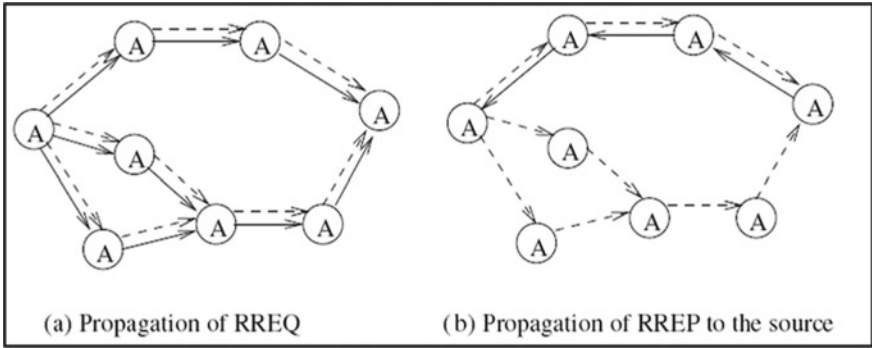 A A A A A A A A
A A A A A A A A
(a) Propagation of RREQ
(b) Propagation of RREP to the source